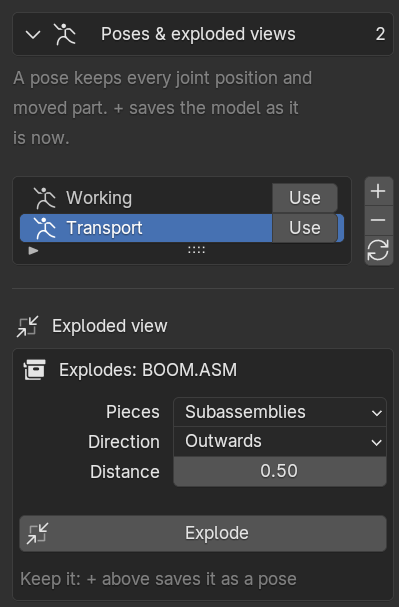 Poses & exploded views 2
A pose keeps every joint position and
moved part. + saves the model as it
is now.
Working Use
Transport Use
Exploded view
Explodes: BOOM.ASM
Pieces Subassemblies
Direction Outwards
Distance 0.50
Explode
Keep it: + above saves it as a pose